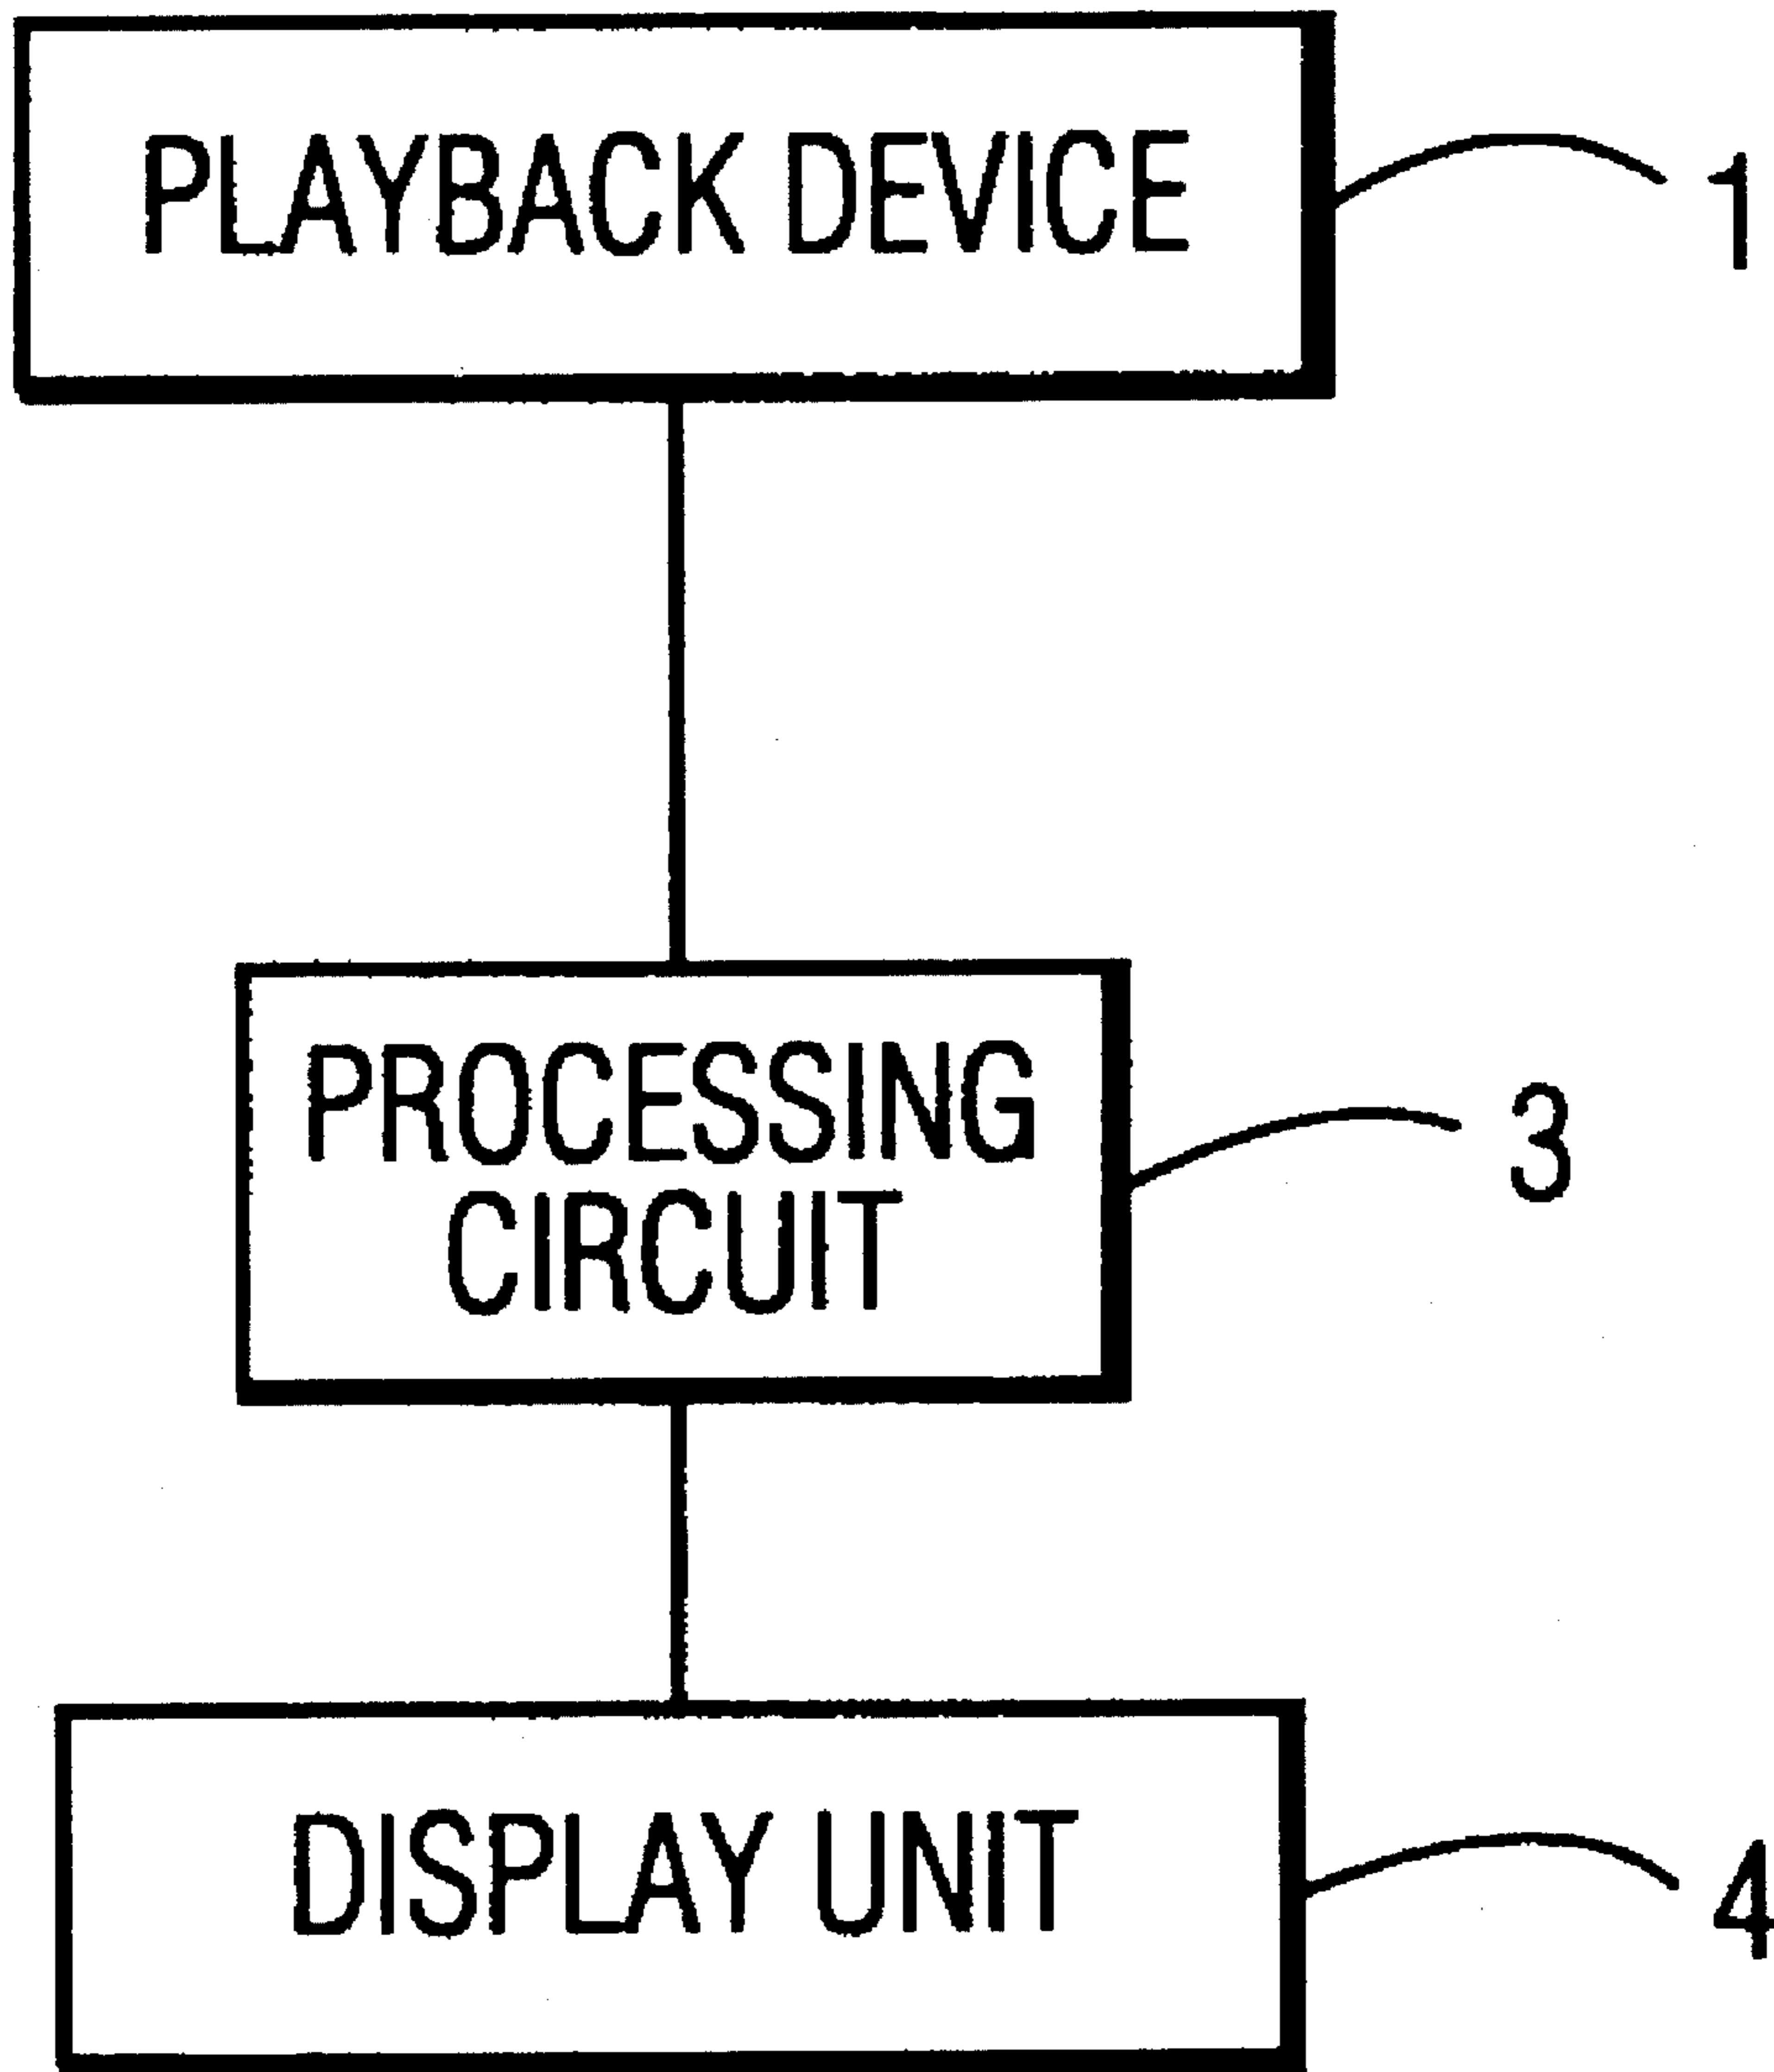 PLAYBACK DEVICE
1
PROCESSING
CIRCUIT
3
DISPLAY UNIT
4